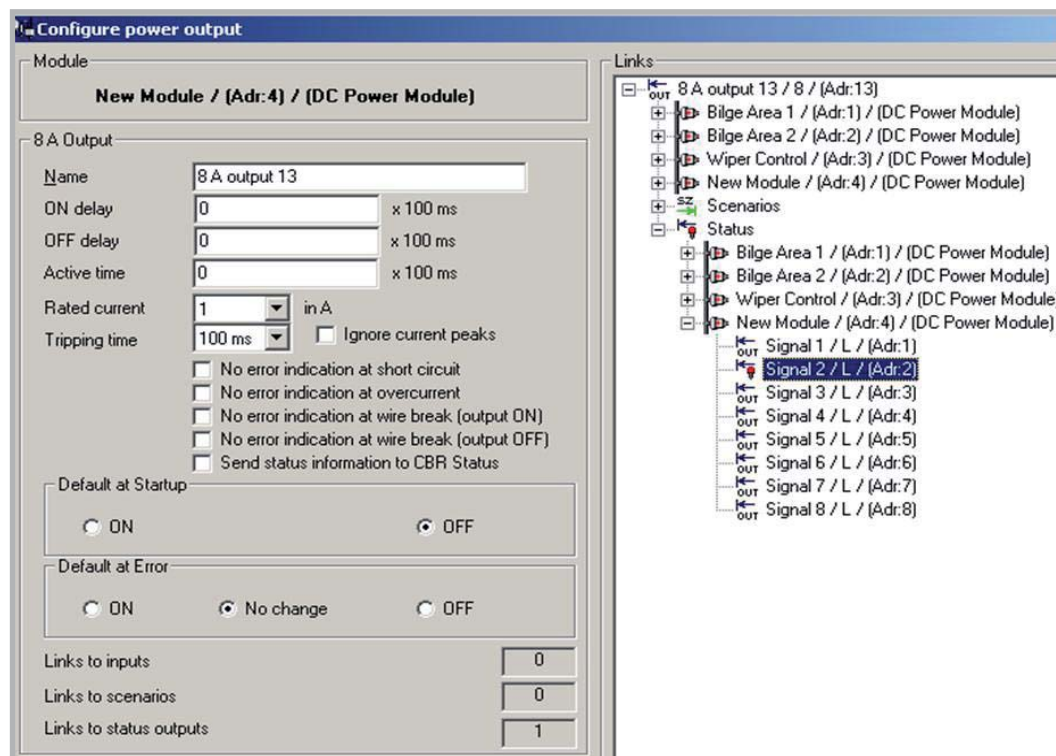 Configure power output
Module
New Module / (Adr:4) / (DC Power Module)
8 A Output
Name 8 A output 13
ON delay 0 x 100 ms
OFF delay 0 x 100 ms
Active time 0 x 100 ms
Rated current 1 in A
Tripping time 100 ms Ignore current peaks
No error indication at short circuit
No error indication at overcurrent
No error indication at wire break (output ON)
No error indication at wire break (output OFF)
Send status information to CBR Status
Default at Startup
ON OFF
Default at Error
ON No change OFF
Links to inputs 0
Links to scenarios 0
Links to status outputs 1
Links
OUT 8 A output 13 / 8 / (Adr:13)
Bilge Area 1 / (Adr:1) / (DC Power Module)
Bilge Area 2 / (Adr:2) / (DC Power Module)
Wiper Control / (Adr:3) / (DC Power Module)
New Module / (Adr:4) / (DC Power Module)
SZ Scenarios
Status
Bilge Area 1 / (Adr:1) / (DC Power Module)
Bilge Area 2 / (Adr:2) / (DC Power Module)
Wiper Control / (Adr:3) / (DC Power Module
New Module / (Adr:4) / (DC Power Module)
OUT Signal 1 / L / (Adr:1)
Signal 2 / L / (Adr:2)
OUT Signal 3 / L / (Adr:3)
OUT Signal 4 / L / (Adr:4)
OUT Signal 5 / L / (Adr:5)
OUT Signal 6 / L / (Adr:6)
OUT Signal 7 / L / (Adr:7)
OUT Signal 8 / L / (Adr:8)